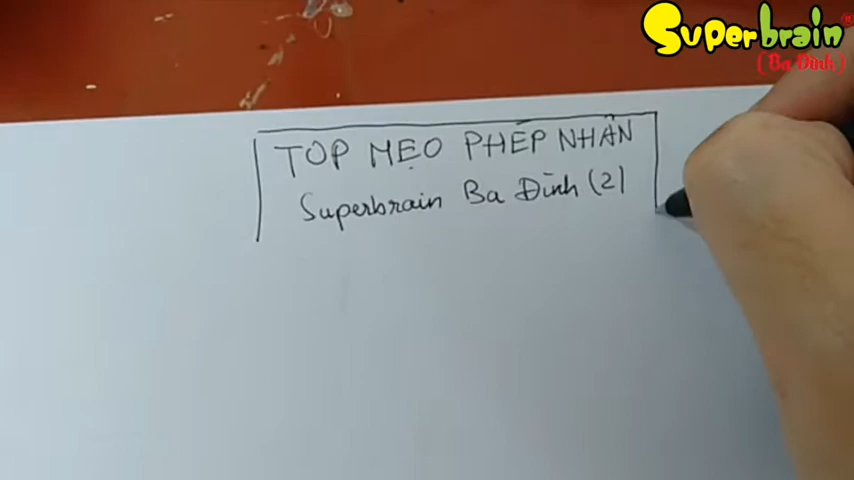 Superbrain®
(Ba Đình)
TOP MẸO PHÉP NHÂN
Superbrain Ba Đình (2)